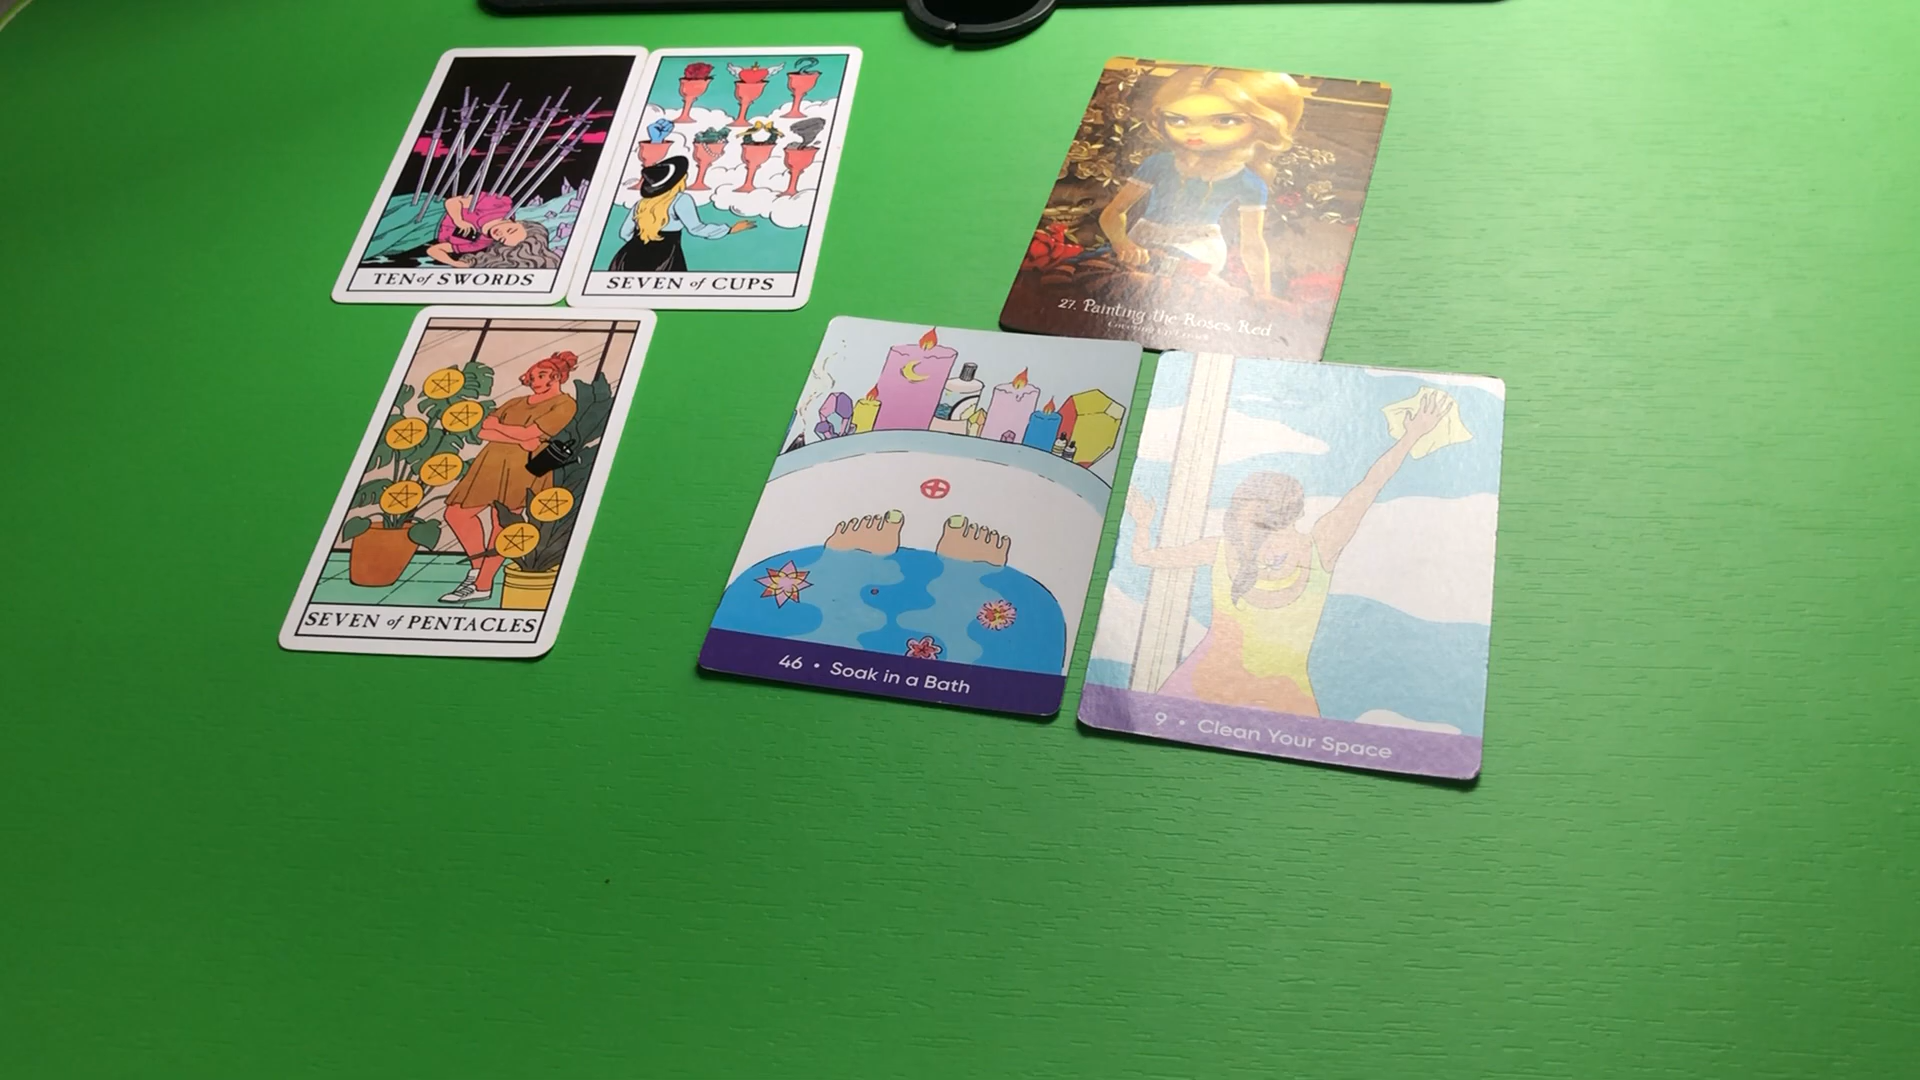 TEN of SWORDS
SEVEN of CUPS
27. Painting the Roses Red
SEVEN of PENTACLES
46 • Soak in a Bath
9 • Clean Your Space